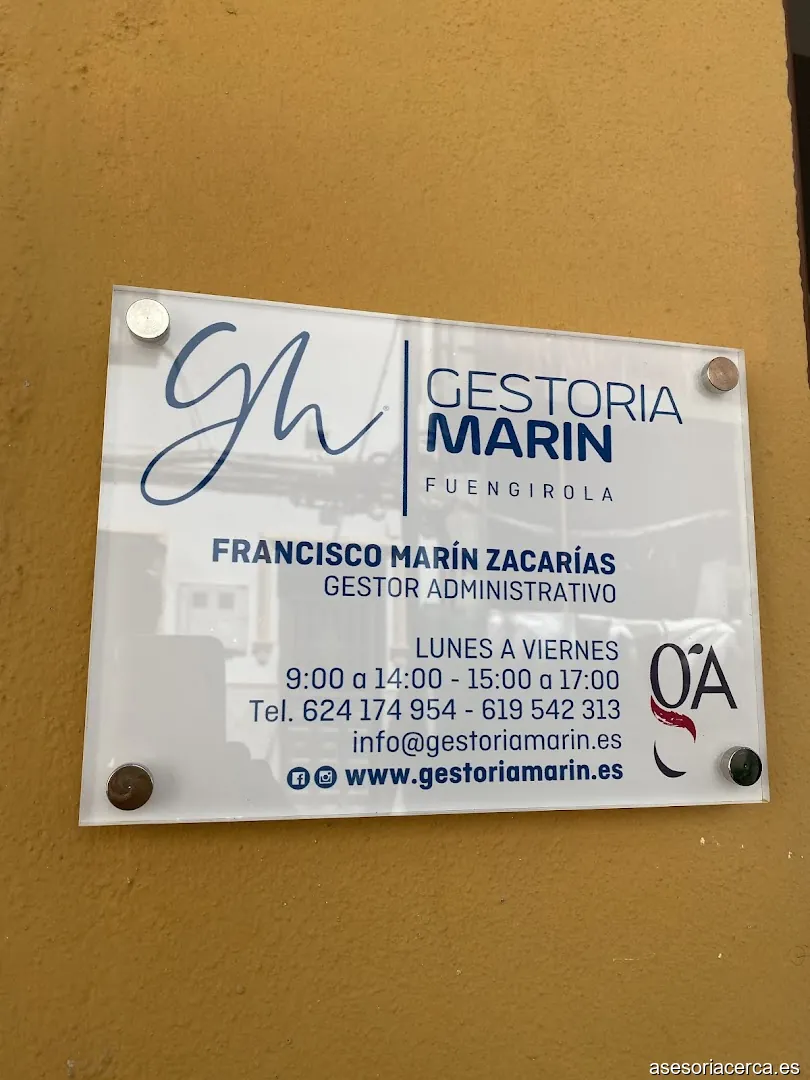 gm
GESTORIA
MARIN
FUENGIROLA
FRANCISCO MARÍN ZACARÍAS
GESTOR ADMINISTRATIVO
LUNES A VIERNES
9:00 a 14:00 - 15:00 a 17:00
Tel. 624 174 954 - 619 542 313
info@gestoriamarin.es
www.gestoriamarin.es
gA
asesoriacerca.es